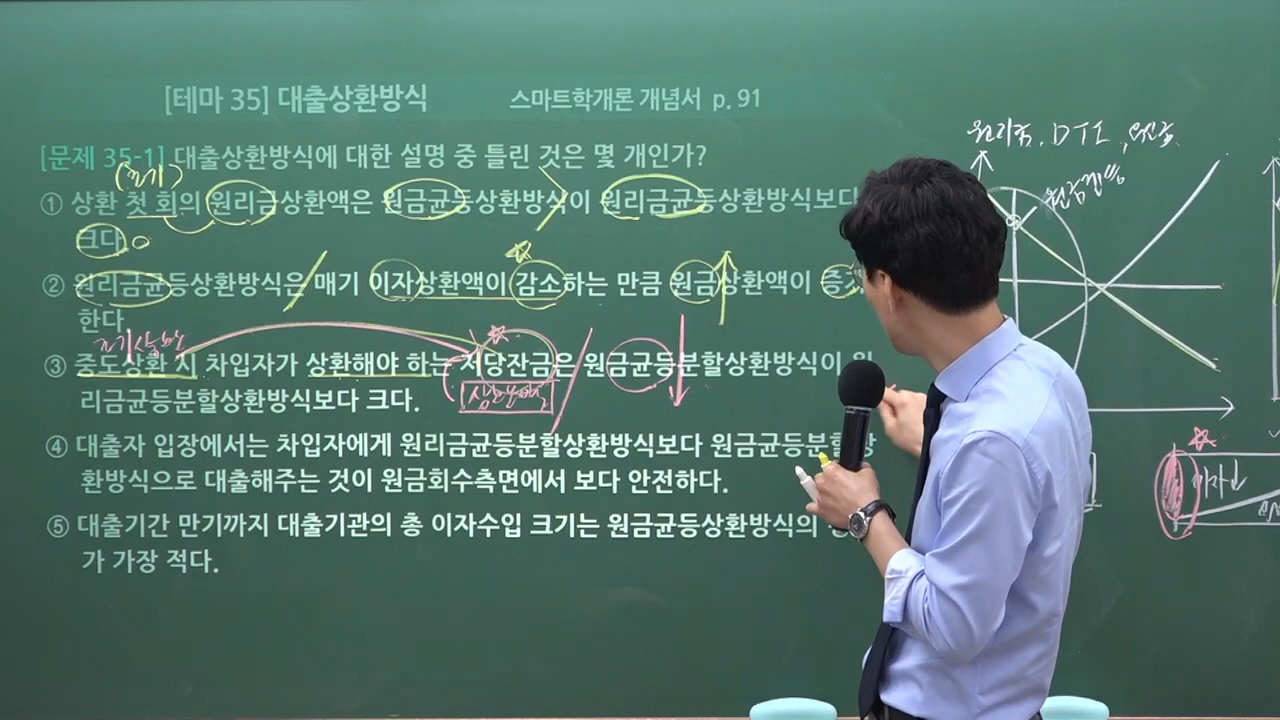 [테마 35] 대출상환방식 스마트학개론 개념서 p. 91
[문제 35-1] 대출상환방식에 대한 설명 중 틀린 것은 몇 개인가?
(초기)
① 상환 첫 회의 원리금상환액은 원금균등상환방식이 원리금균등상환방식보다
크다.
② 원리금균등상환방식은 매기 이자상환액이 감소하는 만큼 원금상환액이
한다.
③ 중도상환 시 차입자가 상환해야 하는 저당잔금은 원금균등분할상환방식이
리금균등분할상환방식보다 크다.
④ 대출자 입장에서는 차입자에게 원리금균등분할상환방식보다 원금균등분할상
환방식으로 대출해주는 것이 원금회수측면에서 보다 안전하다.
⑤ 대출기간 만기까지 대출기관의 총 이자수입 크기는 원금균등상환방식의
가 가장 적다.
원리금, DTI,
원금균등